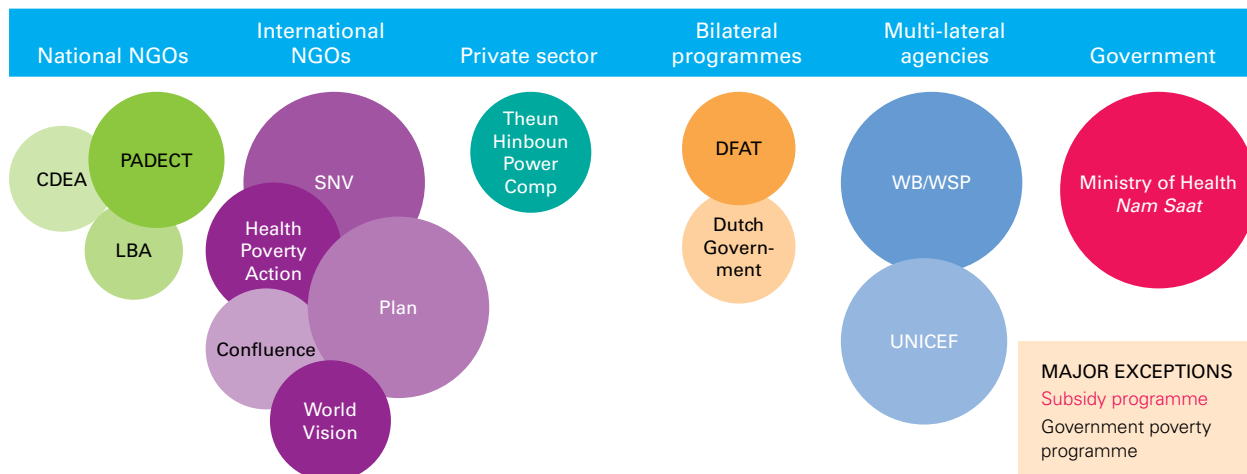 National NGOs
International
NGOs
Private sector
Bilateral
programmes
Multi-lateral
agencies
Government
CDEA
PADECT
LBA
SNV
Health
Poverty
Action
Plan
Confluence
World
Vision
Theun
Hinboun
Power
Comp
DFAT
Dutch
Govern-
ment
WB/WSP
UNICEF
Ministry of Health
Nam Saat
MAJOR EXCEPTIONS
Subsidy programme
Government poverty
programme